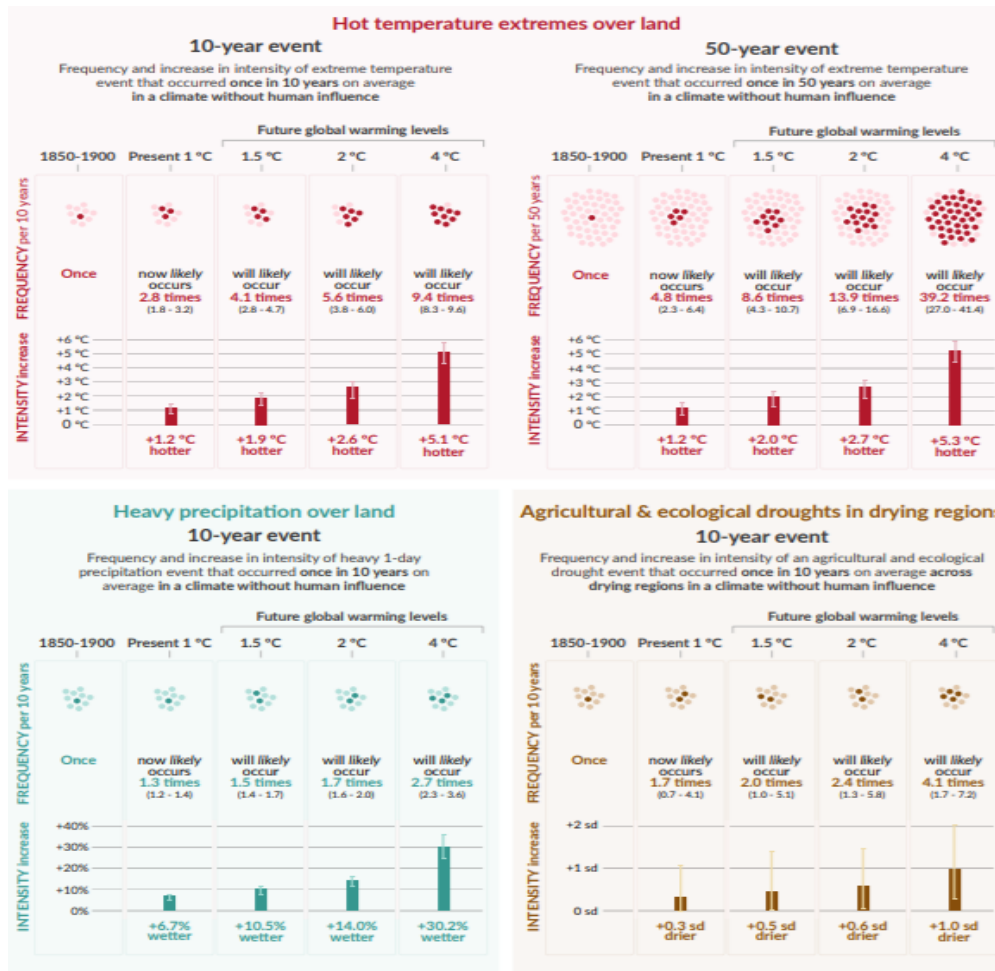 Hot temperature extremes over land
10-year event
Frequency and increase in intensity of extreme temperature
event that occurred once in 10 years on average
in a climate without human influence
Future global warming levels
1850-1900 Present 1 °C 1.5 °C 2 °C 4 °C
FREQUENCY per 10 years
Once
now likely occurs 2.8 times (1.8 - 3.2)
will likely occur 4.1 times (2.8 - 4.7)
will likely occur 5.6 times (3.8 - 6.0)
will likely occur 9.4 times (8.3 - 9.6)
INTENSITY increase
+6 °C
+5 °C
+4 °C
+3 °C
+2 °C
+1 °C
0 °C
+1.2 °C hotter
+1.9 °C hotter
+2.6 °C hotter
+5.1 °C hotter
50-year event
Frequency and increase in intensity of extreme temperature
event that occurred once in 50 years on average
in a climate without human influence
Future global warming levels
1850-1900 Present 1 °C 1.5 °C 2 °C 4 °C
FREQUENCY per 50 years
Once
now likely occurs 4.8 times (2.3 - 6.4)
will likely occur 8.6 times (4.3 - 10.7)
will likely occur 13.9 times (6.9 - 16.6)
will likely occur 39.2 times (27.0 - 41.4)
INTENSITY increase
+6 °C
+5 °C
+4 °C
+3 °C
+2 °C
+1 °C
0 °C
+1.2 °C hotter
+2.0 °C hotter
+2.7 °C hotter
+5.3 °C hotter
Heavy precipitation over land
10-year event
Frequency and increase in intensity of heavy 1-day
precipitation event that occurred once in 10 years on
average in a climate without human influence
Future global warming levels
1850-1900 Present 1 °C 1.5 °C 2 °C 4 °C
FREQUENCY per 10 years
Once
now likely occurs 1.3 times (1.2 - 1.4)
will likely occur 1.5 times (1.4 - 1.7)
will likely occur 1.7 times (1.6 - 2.0)
will likely occur 2.7 times (2.3 - 3.6)
INTENSITY increase
+40%
+30%
+20%
+10%
0%
+6.7% wetter
+10.5% wetter
+14.0% wetter
+30.2% wetter
Agricultural & ecological droughts in drying regions
10-year event
Frequency and increase in intensity of an agricultural and ecological
drought event that occurred once in 10 years on average across
drying regions in a climate without human influence
Future global warming levels
1850-1900 Present 1 °C 1.5 °C 2 °C 4 °C
FREQUENCY per 10 years
Once
now likely occurs 1.7 times (0.7 - 4.1)
will likely occur 2.0 times (1.0 - 5.1)
will likely occur 2.4 times (1.3 - 5.8)
will likely occur 4.1 times (1.7 - 7.2)
INTENSITY increase
+2 sd
+1 sd
0 sd
+0.3 sd drier
+0.5 sd drier
+0.6 sd drier
+1.0 sd drier